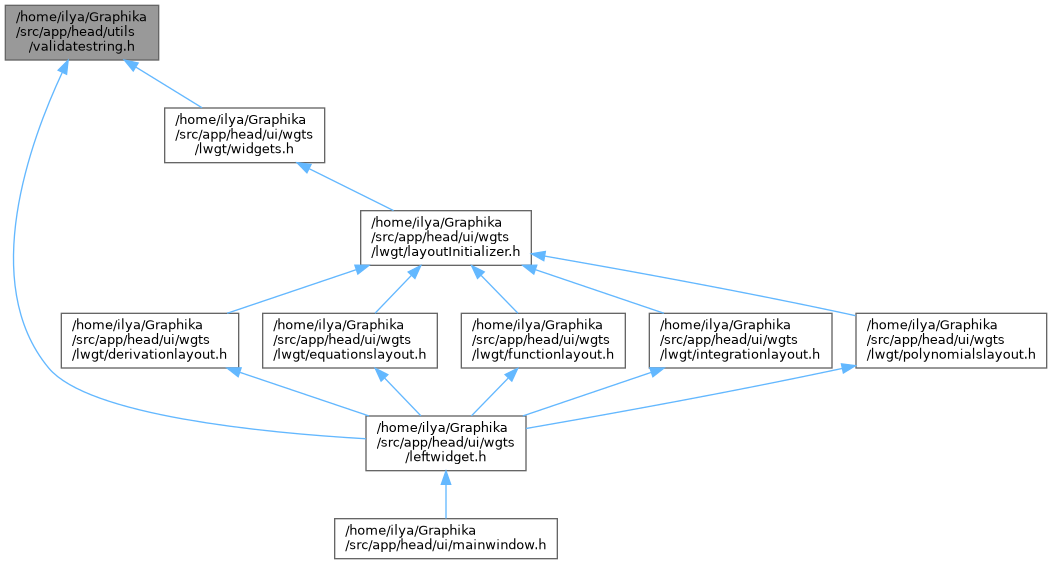 /home/ilya/Graphika
/src/app/head/utils
/validatestring.h
/home/ilya/Graphika
/src/app/head/ui/wgts
/lwgt/widgets.h
/home/ilya/Graphika
/src/app/head/ui/wgts
/lwgt/layoutInitializer.h
/home/ilya/Graphika
/src/app/head/ui/wgts
/lwgt/derivationlayout.h
/home/ilya/Graphika
/src/app/head/ui/wgts
/lwgt/equationslayout.h
/home/ilya/Graphika
/src/app/head/ui/wgts
/lwgt/functionlayout.h
/home/ilya/Graphika
/src/app/head/ui/wgts
/lwgt/integrationlayout.h
/home/ilya/Graphika
/src/app/head/ui/wgts
/lwgt/polynomialslayout.h
/home/ilya/Graphika
/src/app/head/ui/wgts
/leftwidget.h
/home/ilya/Graphika
/src/app/head/ui/mainwindow.h